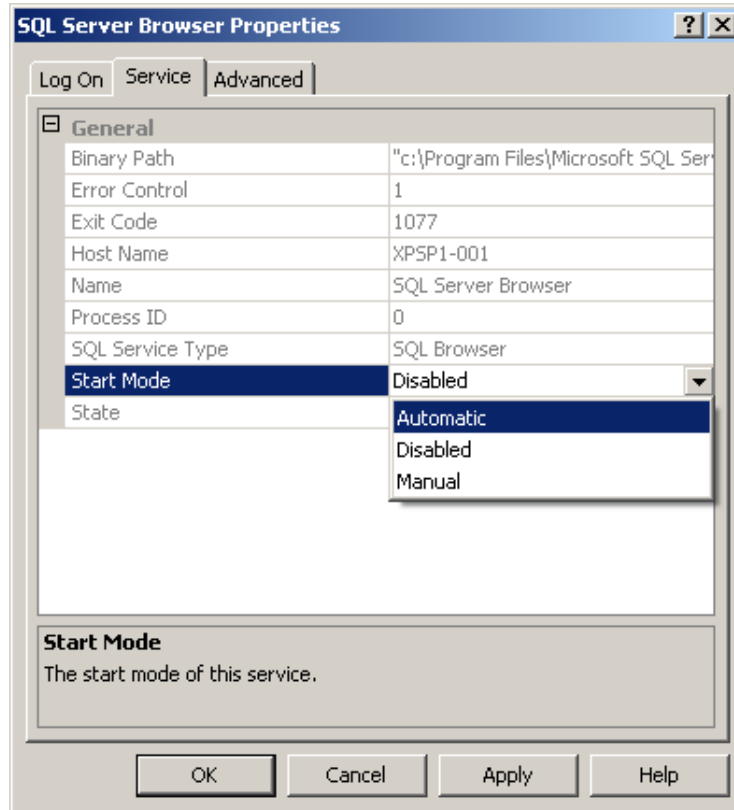 SQL Server Browser Properties
Log On Service Advanced
General
Binary Path "c:\Program Files\Microsoft SQL Ser
Error Control 1
Exit Code 1077
Host Name XPSP1-001
Name SQL Server Browser
Process ID 0
SQL Service Type SQL Browser
Start Mode Disabled
State
Automatic
Disabled
Manual
Start Mode
The start mode of this service.
OK Cancel Apply Help